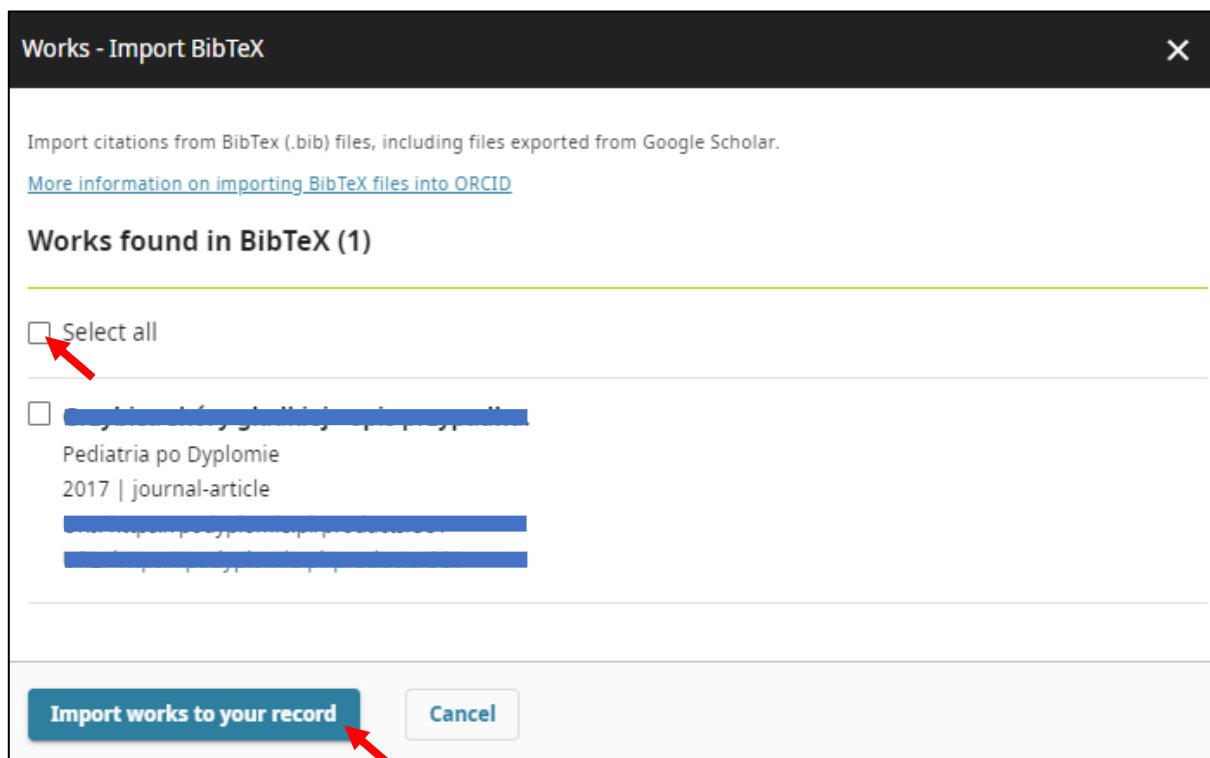 Works - Import BibTeX
Import citations from BibTex (.bib) files, including files exported from Google Scholar.
More information on importing BibTeX files into ORCID
Works found in BibTeX (1)
Select all
Pediatria po Dyplomie
2017 | journal-article
Import works to your record
Cancel